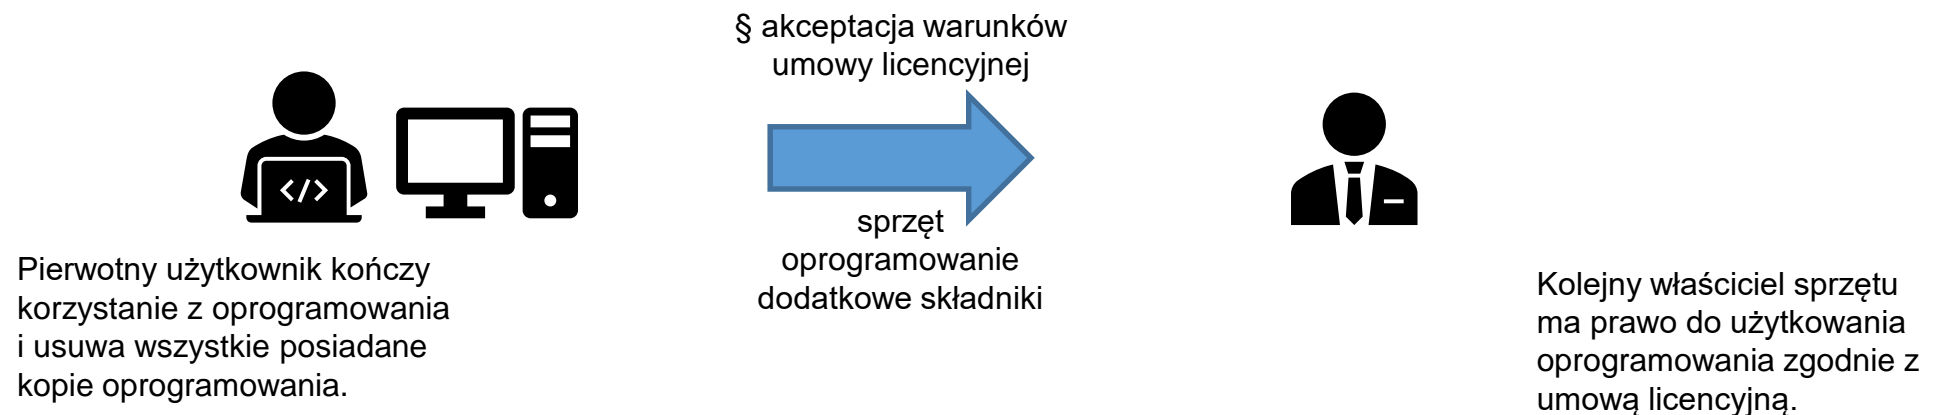 § akceptacja warunków
umowy licencyjnej
</>
sprzęt
oprogramowanie
dodatkowe składniki
Pierwotny użytkownik kończy
korzystanie z oprogramowania
i usuwa wszystkie posiadane
kopie oprogramowania.
Kolejny właściciel sprzętu
ma prawo do użytkowania
oprogramowania zgodnie z
umową licencyjną.